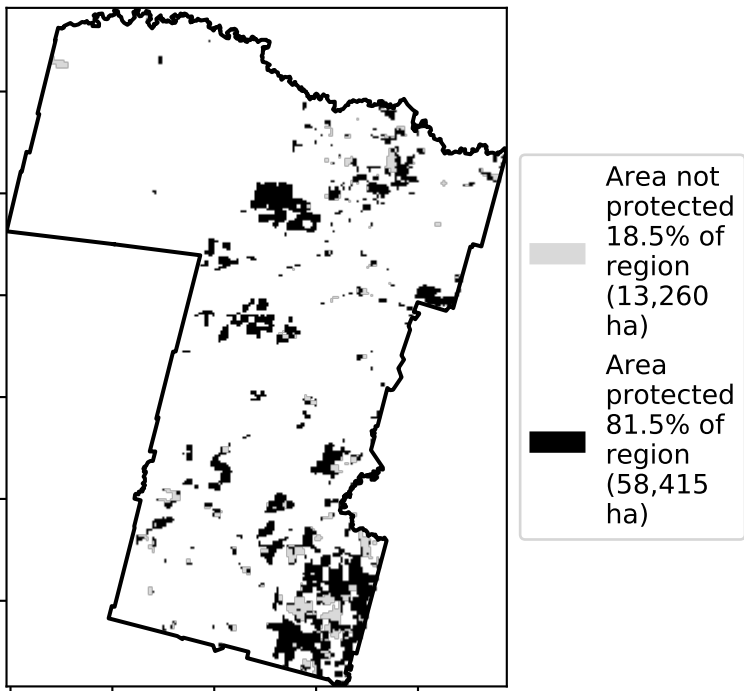 Area not
protected
18.5% of
region
(13,260
ha)
Area
protected
81.5% of
region
(58,415
ha)